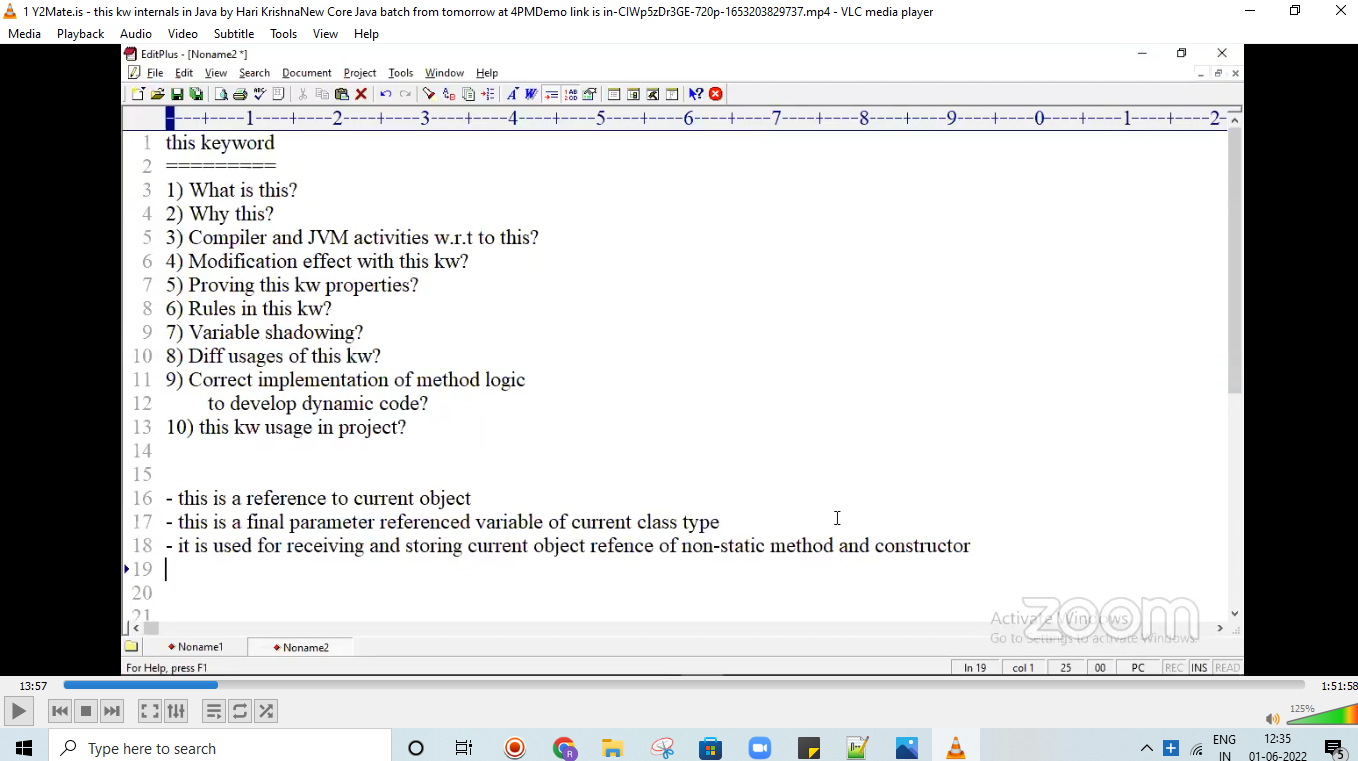 1 Y2Mate.is - this kw internals in Java by Hari KrishnaNew Core Java batch from tomorrow at 4PMDemo link is in-CIWp5zDr3GE-720p-1653203829737.mp4 - VLC media player
Media Playback Audio Video Subtitle Tools View Help
EditPlus - [Noname2 *]
File Edit View Search Document Project Tools Window Help
----+----1----+----2----+----3----+----4----+----5----+----6----+----7----+----8----+----9----+----0----+----1----+----2-
1 this keyword
2 =========
3 1) What is this?
4 2) Why this?
5 3) Compiler and JVM activities w.r.t to this?
6 4) Modification effect with this kw?
7 5) Proving this kw properties?
8 6) Rules in this kw?
9 7) Variable shadowing?
10 8) Diff usages of this kw?
11 9) Correct implementation of method logic
12 to develop dynamic code?
13 10) this kw usage in project?
14
15
16 - this is a reference to current object
17 - this is a final parameter referenced variable of current class type
18 - it is used for receiving and storing current object refence of non-static method and constructor
19
20
21
Activate Windows
Go to Settings to activate Windows.
zoom
Noname1 Noname2
For Help, press F1 ln 19 col 1 25 00 PC REC INS READ
13:57 1:51:58
125%
Type here to search
ENG 12:35
IN 01-06-2022 5